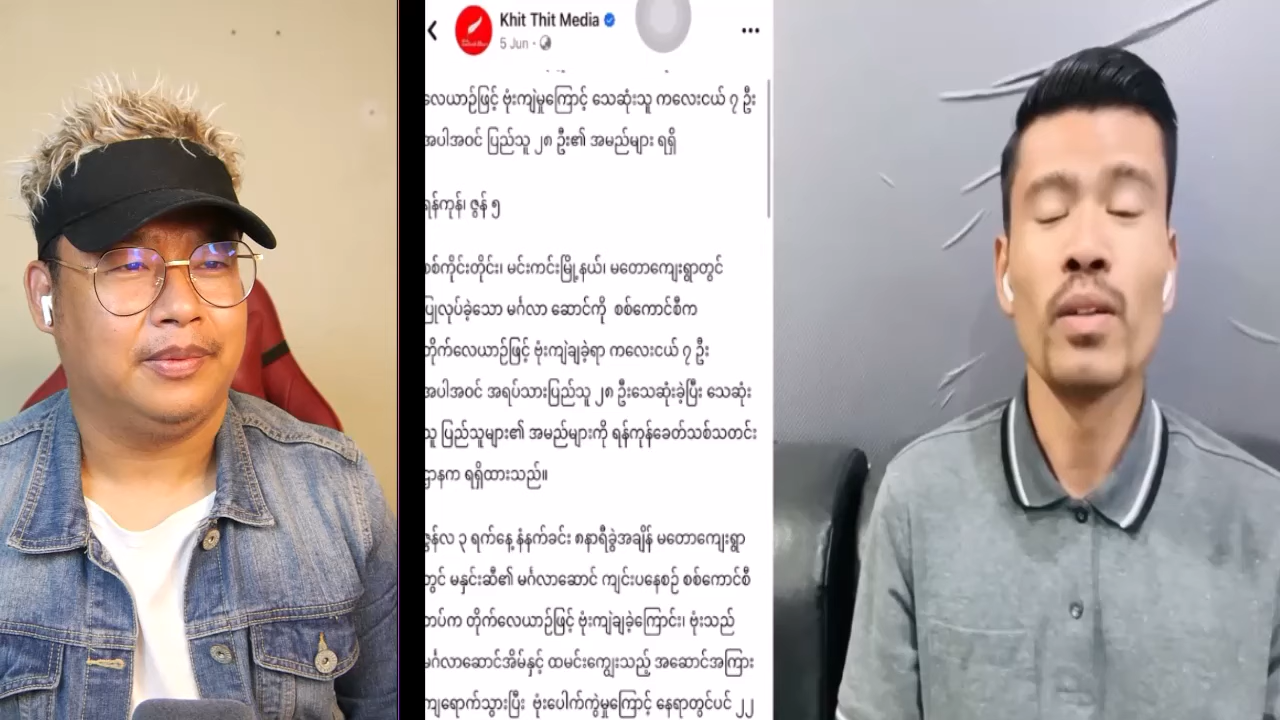 Khit Thit Media
5 Jun
လေယာဉ်ဖြင့် ဗုံးကျဲမှုကြောင့် သေဆုံးသူ ကလေးငယ် ၇ ဦး
အပါအဝင် ပြည်သူ ၂၈ ဦး၏ အမည်များ ရရှိ
ရန်ကုန်၊ ဇွန် ၅
စစ်ကိုင်းတိုင်း၊ မင်းကင်းမြို့နယ်၊ မတောကျေးရွာတွင်
ပြုလုပ်ခဲ့သော မင်္ဂလာ ဆောင်ကို စစ်ကောင်စီက
တိုက်လေယာဉ်ဖြင့် ဗုံးကျဲချခဲ့ရာ ကလေးငယ် ၇ ဦး
အပါအဝင် အရပ်သားပြည်သူ ၂၈ ဦးသေဆုံးခဲ့ပြီး သေဆုံး
သူ ပြည်သူများ၏ အမည်များကို ရန်ကုန်ခေတ်သစ်သတင်း
ဌာနက ရရှိထားသည်။
ဇွန်လ ၃ ရက်နေ့ နံနက်ခင်း ၈နာရီခွဲအချိန် မတောကျေးရွာ
တွင် မနှင်းဆီ၏ မင်္ဂလာဆောင် ကျင်းပနေစဉ် စစ်ကောင်စီ
တပ်က တိုက်လေယာဉ်ဖြင့် ဗုံးကျဲချခဲ့ကြောင်း၊ ဗုံးသည်
မင်္ဂလာဆောင်အိမ်နှင့် ထမင်းကျွေးသည့် အဆောင်အကြား
ကျရောက်သွားပြီး ဗုံးပေါက်ကွဲမှုကြောင့် နေရာတွင်ပင် ၂၂